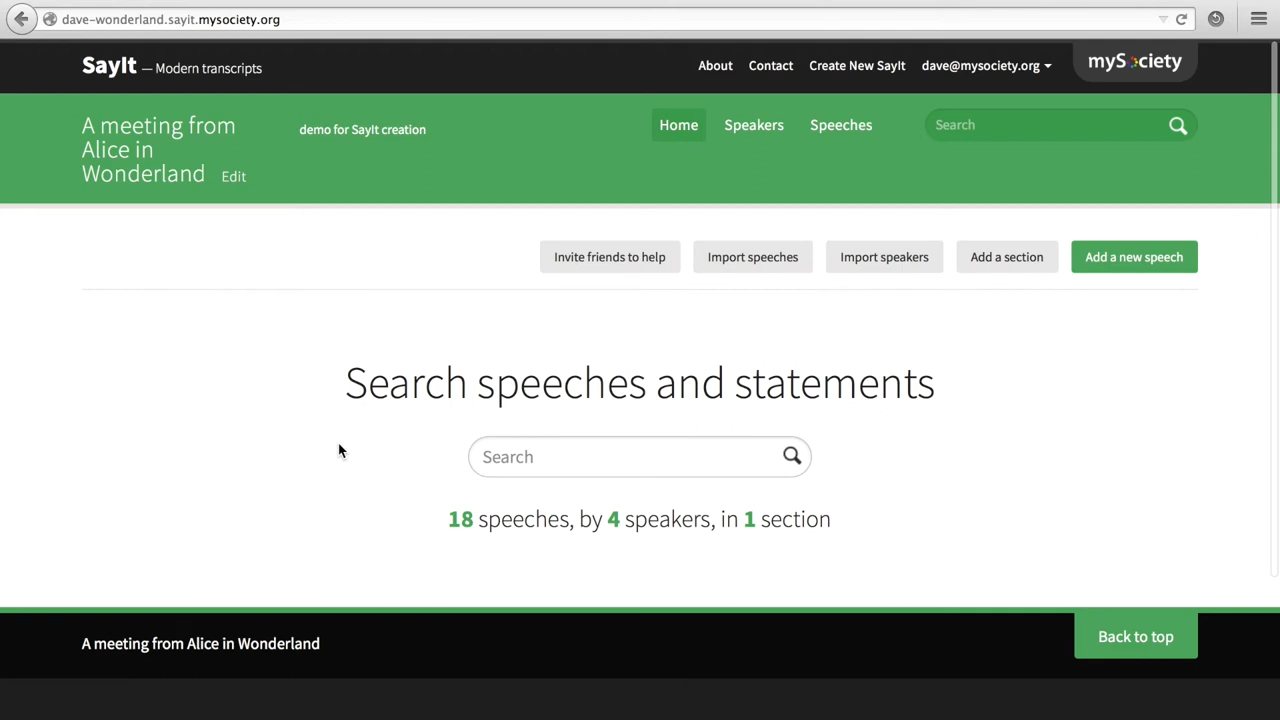 dave-wonderland.sayit.mysociety.org
SayIt — Modern transcripts
About Contact Create New SayIt dave@mysociety.org
mySociety
A meeting from
Alice in
Wonderland Edit
demo for SayIt creation
Home Speakers Speeches Search
Invite friends to help Import speeches Import speakers Add a section Add a new speech
Search speeches and statements
Search
18 speeches, by 4 speakers, in 1 section
A meeting from Alice in Wonderland
Back to top